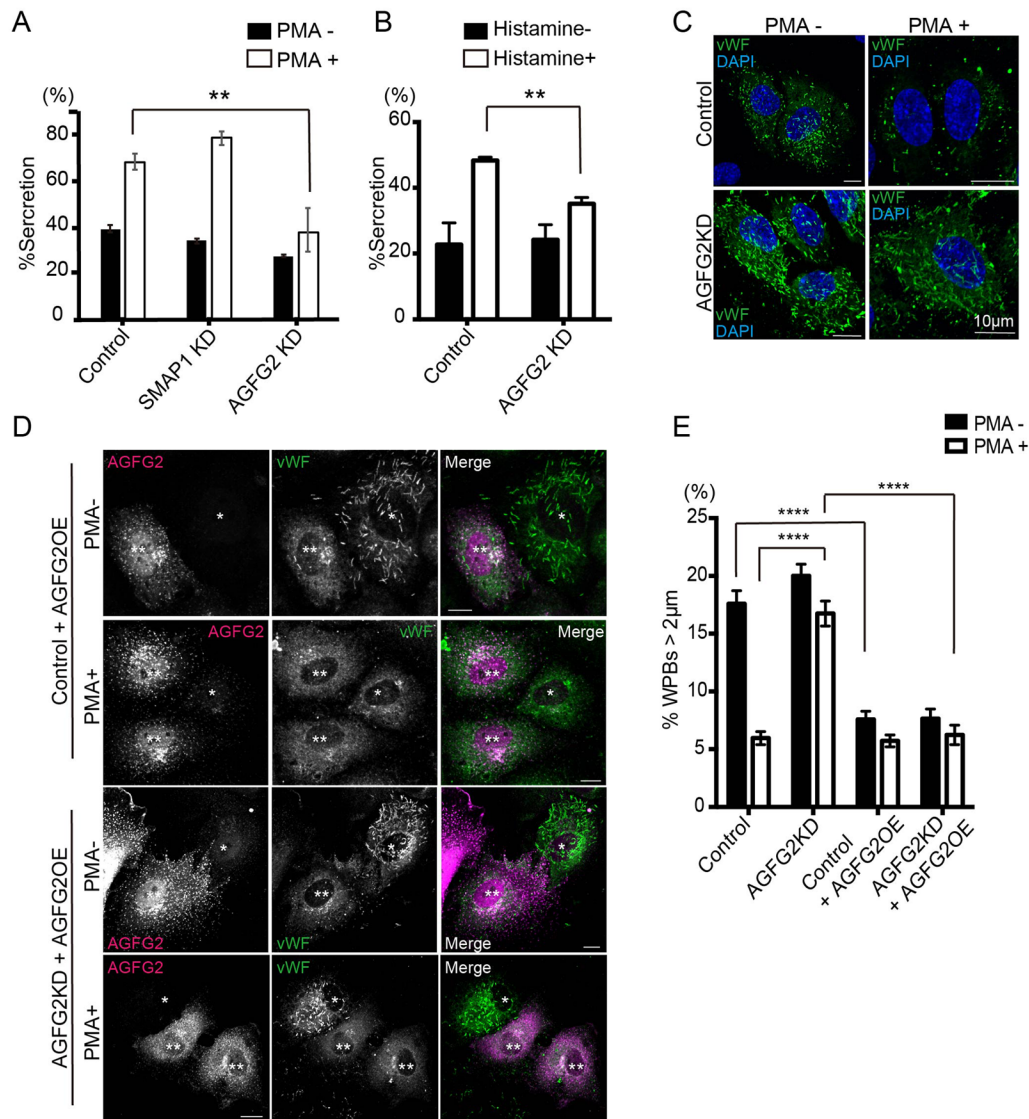 A
PMA -
PMA +
(%)
**
80
60
40
20
0
%Sercretion
Control
SMAP1 KD
AGFG2 KD
B
Histamine-
Histamine+
(%)
**
60
40
20
0
%Sercretion
Control
AGFG2 KD
C
PMA -
PMA +
Control
AGFG2KD
vWF
DAPI
vWF
DAPI
vWF
DAPI
vWF
DAPI
10μm
D
Control + AGFG2OE
PMA-
AGFG2
vWF
Merge
*
**
*
**
*
**
PMA+
AGFG2
vWF
Merge
**
*
**
**
*
**
**
*
**
AGFG2KD + AGFG2OE
PMA-
*
**
*
**
*
**
AGFG2
vWF
Merge
PMA+
AGFG2
vWF
Merge
*
**
**
*
**
**
*
**
**
E
PMA -
PMA +
(%)
****
****
****
25
20
15
10
5
0
% WPBs > 2μm
Control
AGFG2KD
Control
+ AGFG2OE
AGFG2KD
+ AGFG2OE